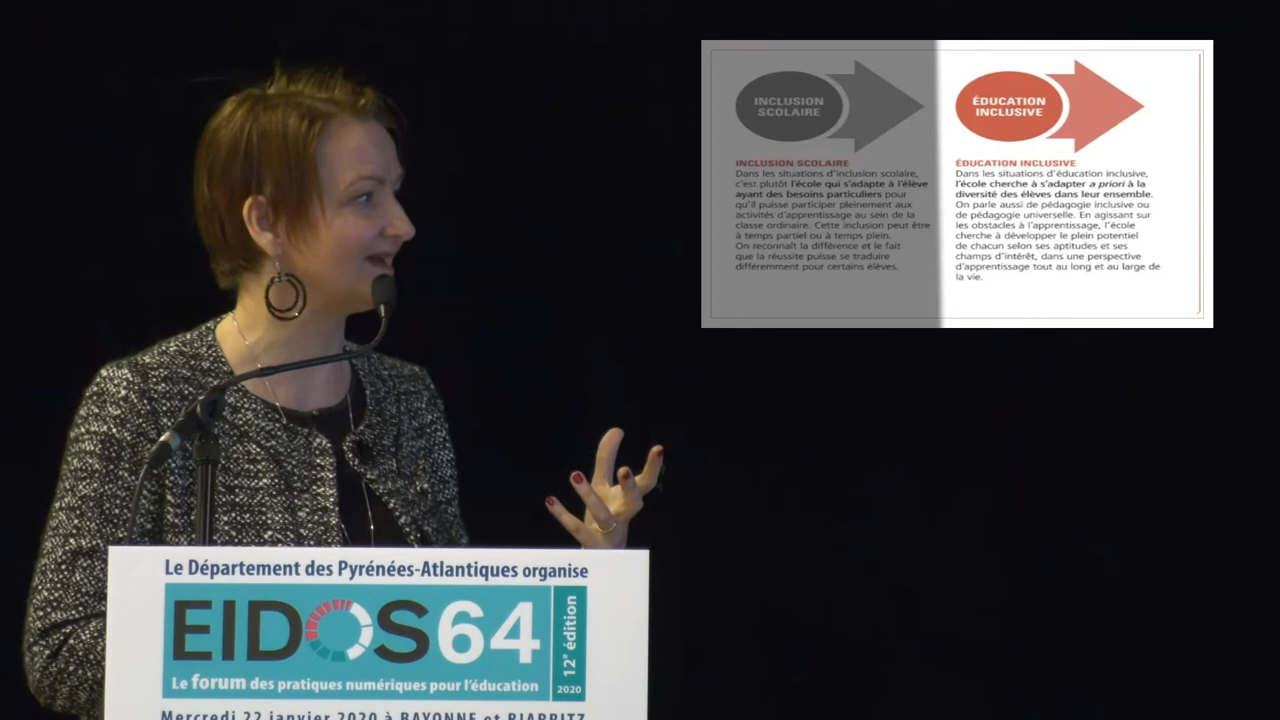 INCLUSION
SCOLAIRE
INCLUSION SCOLAIRE
Dans les situations d'inclusion scolaire,
c'est plutôt l'école qui s'adapte à l'élève
ayant des besoins particuliers pour
qu'il puisse participer pleinement aux
activités d'apprentissage au sein de la
classe ordinaire. Cette inclusion peut être
à temps partiel ou à temps plein.
On reconnaît la différence et le fait
que la réussite puisse se traduire
différemment pour certains élèves.
ÉDUCATION
INCLUSIVE
ÉDUCATION INCLUSIVE
Dans les situations d'éducation inclusive,
l'école cherche à s'adapter a priori à la
diversité des élèves dans leur ensemble.
On parle aussi de pédagogie inclusive ou
de pédagogie universelle. En agissant sur
les obstacles à l'apprentissage, l'école
cherche à développer le plein potentiel
de chacun selon ses aptitudes et ses
champs d'intérêt, dans une perspective
d'apprentissage tout au long et au large de
la vie.
Le Département des Pyrénées-Atlantiques organise
EIDOS64
12e édition
2020
Le forum des pratiques numériques pour l'éducation
Mercredi 22 janvier 2020 à BAYONNE et BIARRITZ